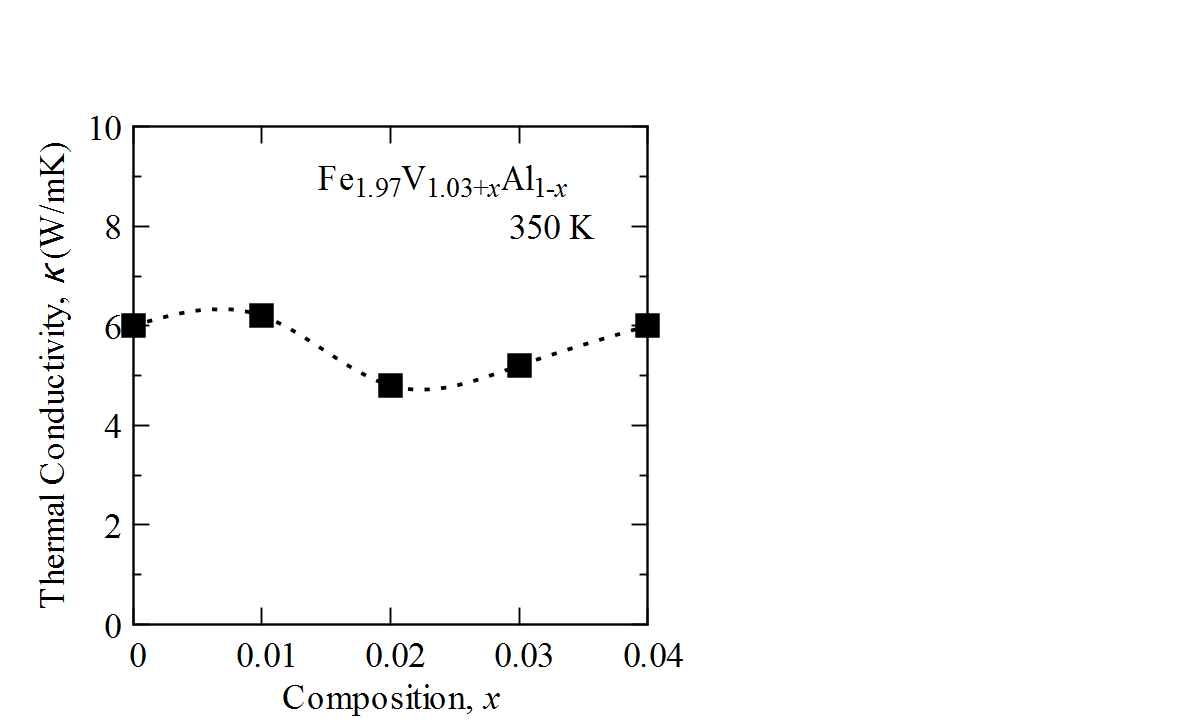 10
8
6
4
2
0
Thermal Conductivity, κ (W/mK)
Fe1.97V1.03+xAl1-x
350 K
0 0.01 0.02 0.03 0.04
Composition, x